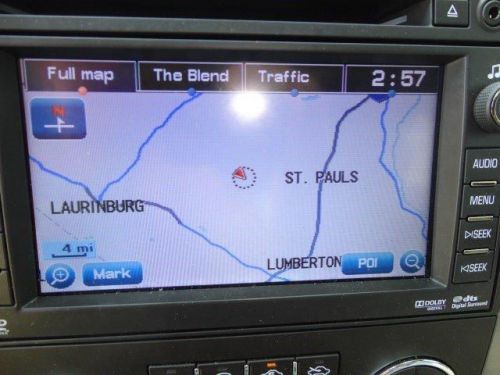 Full map The Blend Traffic 2:57
N
ST. PAULS
LAURINBURG
4 mi
LUMBERTON
Mark POI
AUDIO
MENU
SEEK
SEEK
DOLBY
DIGITAL
dts
Digital Surround